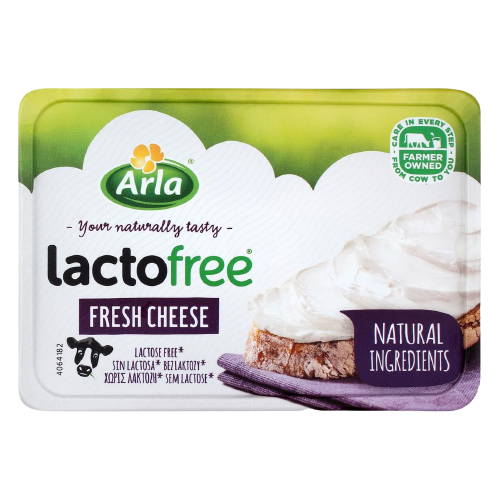 Arla®
- Your naturally tasty -
lactofree®
FRESH CHEESE
LACTOSE FREE*
SIN LACTOSA* BEZ LAKTOZY*
ΧΩΡΙΣ ΛΑΚΤΟΖΗ* SEM LACTOSE*
4064182
CARE IN EVERY STEP
FARMER
OWNED
FROM COW TO YOU
NATURAL
INGREDIENTS